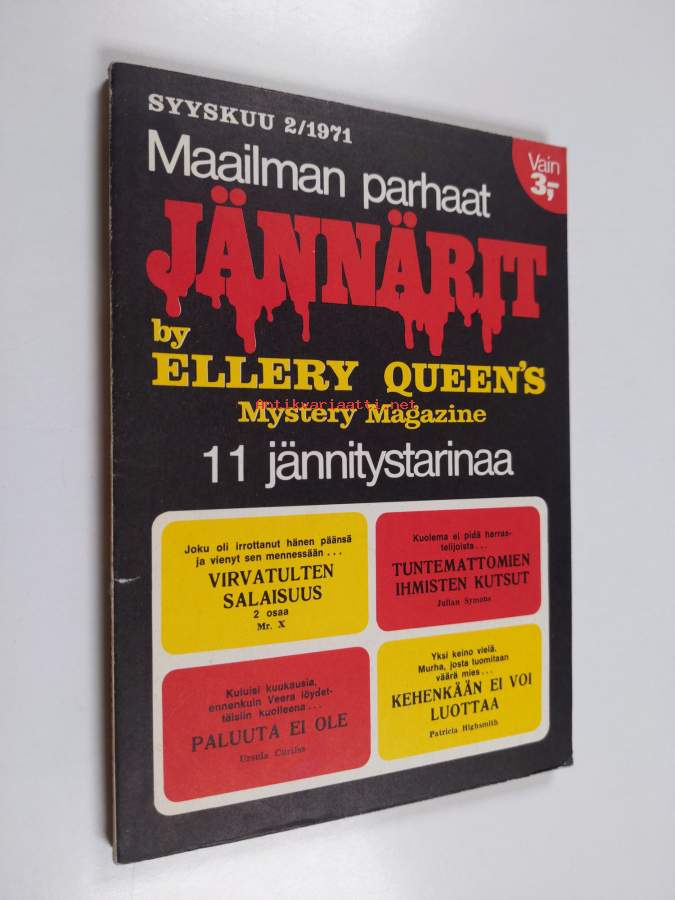 SYYSKUU 2/1971
Vain
3,-
Maailman parhaat
JÄNNÄRIT
by
ELLERY QUEEN'S
Antikvariaatti.net
Mystery Magazine
11 jännitystarinaa
Joku oli irrottanut hänen päänsä
ja vienyt sen mennessään...
VIRVATULTEN
SALAISUUS
2 osaa
Mr. X
Kuolema ei pidä harras-
telijoista...
TUNTEMATTOMIEN
IHMISTEN KUTSUT
Julian Symons
Kuluisi kuukausia,
ennenkuin Veera löydet-
täisiin kuolleena...
PALUUTA EI OLE
Ursula Curtiss
Yksi keino vielä.
Murha, josta tuomitaan
väärä mies...
KEHENKÄÄN EI VOI
LUOTTAA
Patricia Highsmith